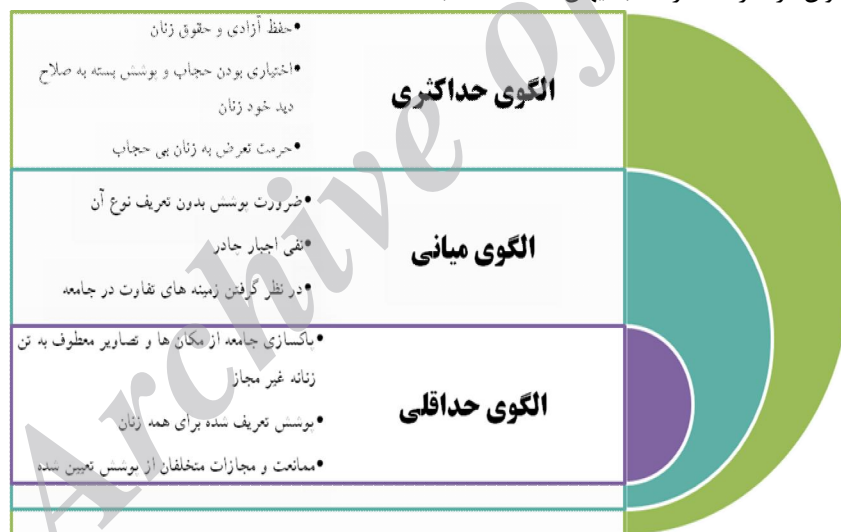 الگوی حداکثری
•حفظ آزادی و حقوق زنان
•اختیاری بودن حجاب و پوشش بسته به صلاح
دید خود زنان
•حرمت تعرض به زنان بی حجاب
الگوی میانی
•ضرورت پوشش بدون تعریف نوع آن
•نفی اجبار چادر
•در نظر گرفتن زمینه های تفاوت در جامعه
الگوی حداقلی
•پاکسازی جامعه از مکان ها و تصاویر معطوف به تن
زنانه غیر مجاز
•پوشش تعریف شده برای همه زنان
•ممانعت و مجازات متخلفان از پوشش تعیین شده
Archive of